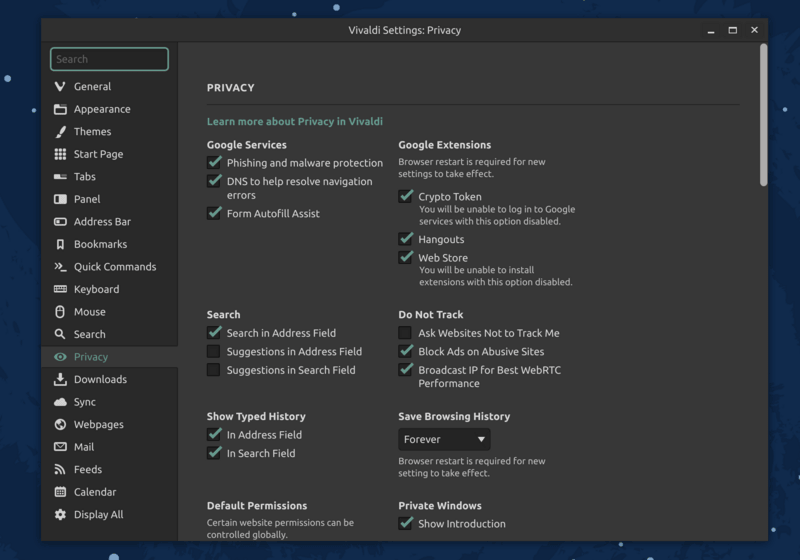 Vivaldi Settings: Privacy
Search
General
Appearance
Themes
Start Page
Tabs
Panel
Address Bar
Bookmarks
Quick Commands
Keyboard
Mouse
Search
Privacy
Downloads
Sync
Webpages
Mail
Feeds
Calendar
Display All
PRIVACY
Learn more about Privacy in Vivaldi
Google Services
Phishing and malware protection
DNS to help resolve navigation
errors
Form Autofill Assist
Google Extensions
Browser restart is required for new
settings to take effect.
Crypto Token
You will be unable to log in to Google
services with this option disabled.
Hangouts
Web Store
You will be unable to install
extensions with this option disabled.
Search
Search in Address Field
Suggestions in Address Field
Suggestions in Search Field
Do Not Track
Ask Websites Not to Track Me
Block Ads on Abusive Sites
Broadcast IP for Best WebRTC
Performance
Show Typed History
In Address Field
In Search Field
Save Browsing History
Forever
Browser restart is required for new
setting to take effect.
Default Permissions
Certain website permissions can be
controlled globally.
Private Windows
Show Introduction